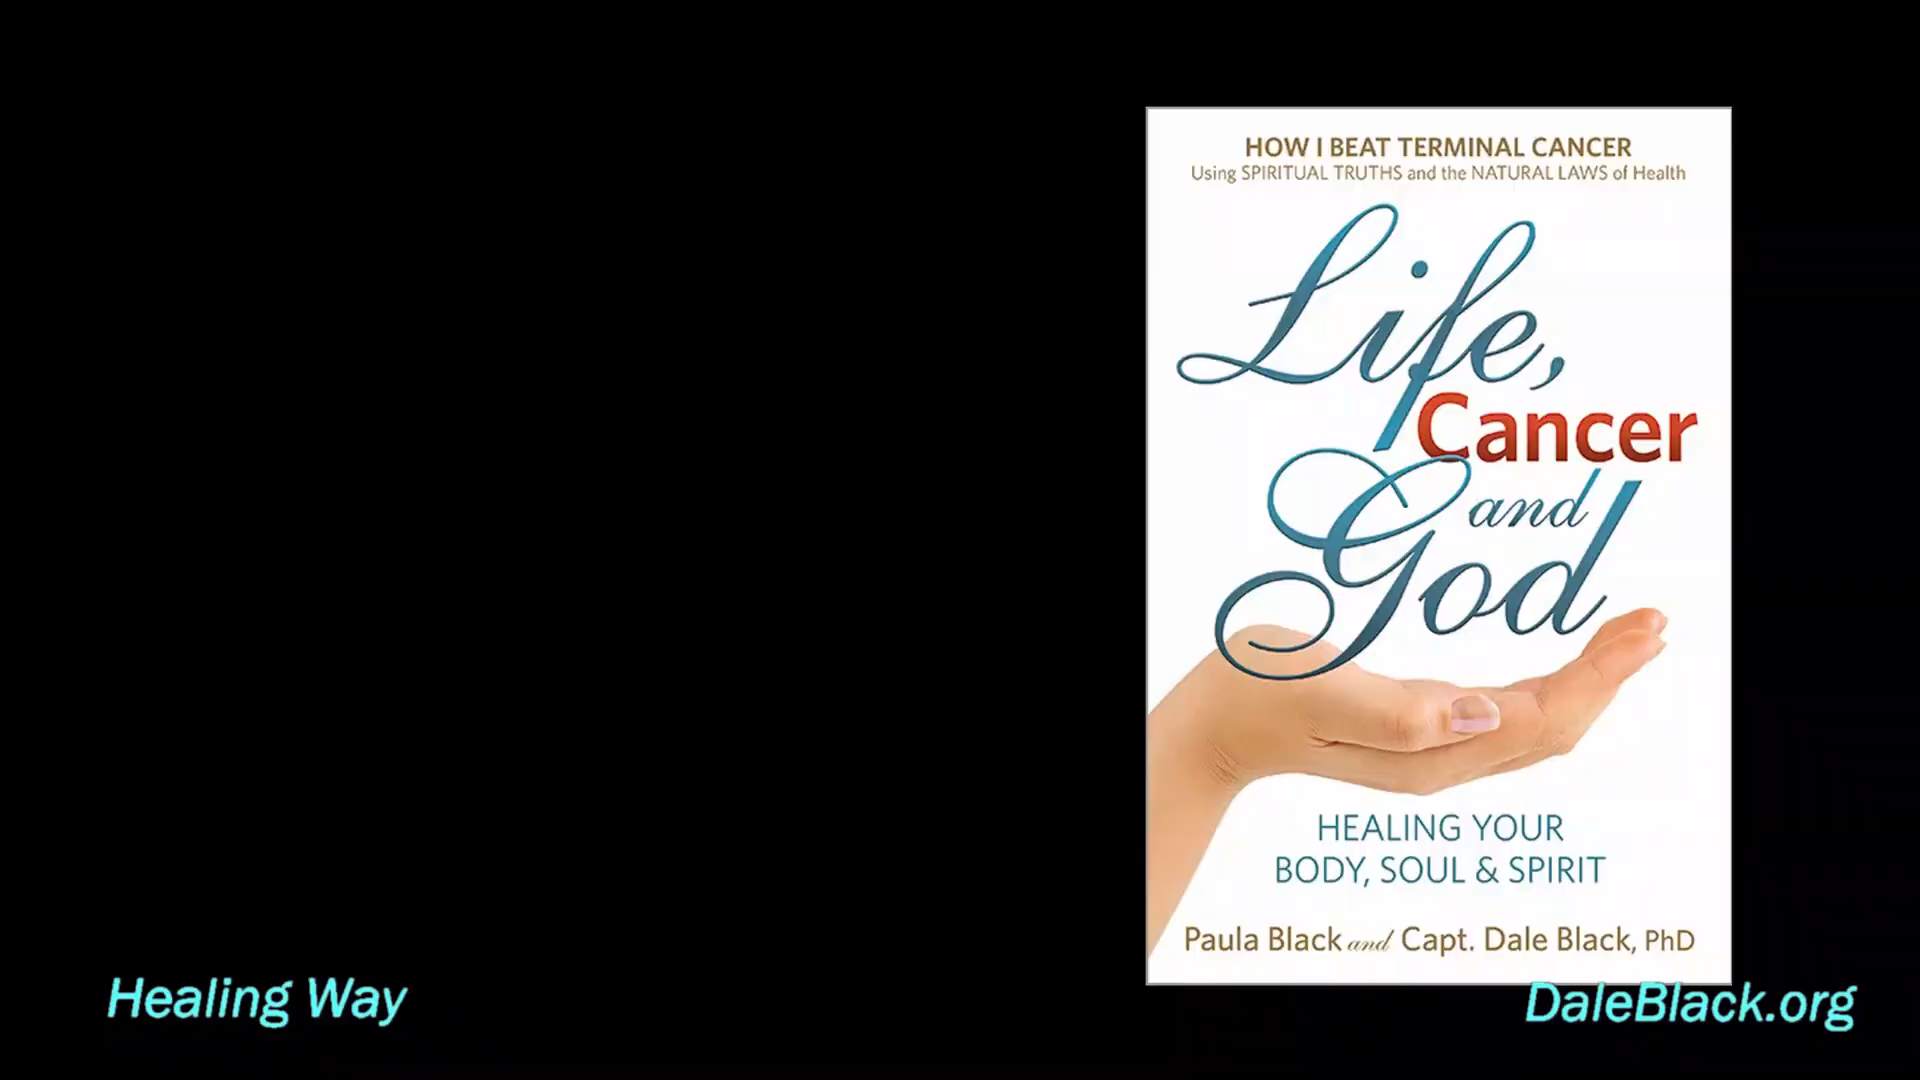 HOW I BEAT TERMINAL CANCER
Using SPIRITUAL TRUTHS and the NATURAL LAWS of Health
Life,
Cancer
and
God
HEALING YOUR
BODY, SOUL & SPIRIT
Paula Black and Capt. Dale Black, PhD
Healing Way
DaleBlack.org